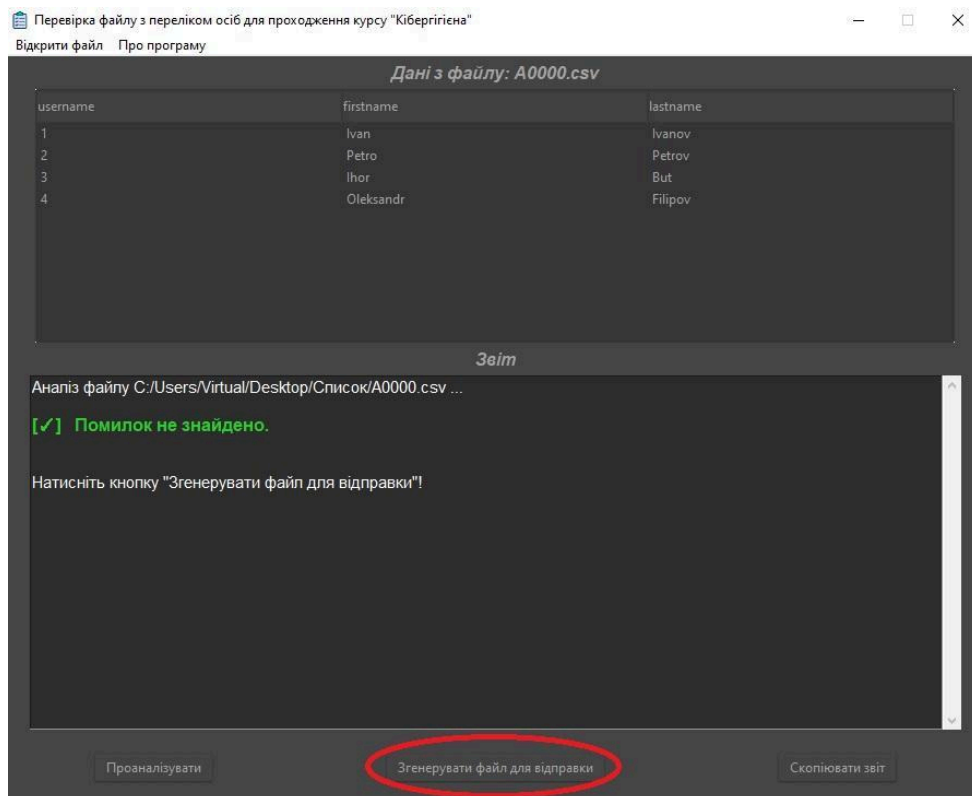 Перевірка файлу з переліком осіб для проходження курсу "Кібергігієна"
Відкрити файл Про програму
Дані з файлу: A0000.csv
username firstname lastname
1 Ivan Ivanov
2 Petro Petrov
3 Ihor But
4 Oleksandr Filipov
Звіт
Аналіз файлу C:/Users/Virtual/Desktop/Список/A0000.csv ...
[✓] Помилок не знайдено.
Натисніть кнопку "Згенерувати файл для відправки"!
Проаналізувати Згенерувати файл для відправки Скопіювати звіт